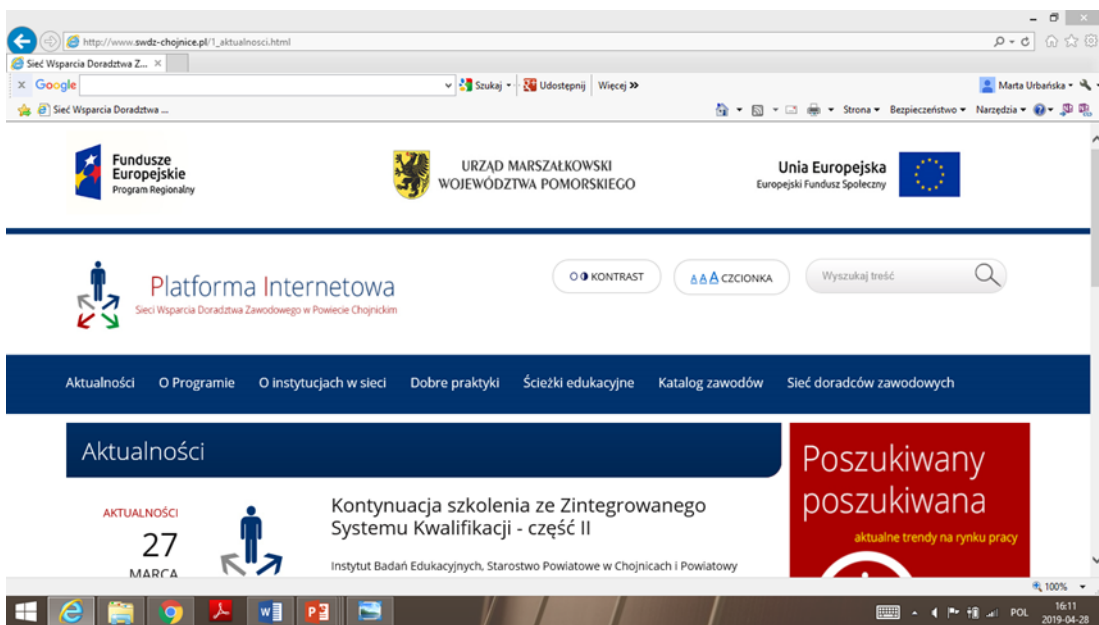 http://www.swdz-chojnice.pl/1_aktualnosci.html
Sieć Wsparcia Doradztwa Z...
x Google Szukaj Udostępnij Więcej » Marta Urbańska
Sieć Wsparcia Doradztwa ... Strona Bezpieczeństwo Narzędzia
Fundusze
Europejskie
Program Regionalny
URZĄD MARSZAŁKOWSKI
WOJEWÓDZTWA POMORSKIEGO
Unia Europejska
Europejski Fundusz Społeczny
Platforma Internetowa
Sieci Wsparcia Doradztwa Zawodowego w Powiecie Chojnickim
KONTRAST
A A A CZCIONKA
Wyszukaj treść
Aktualności O Programie O instytucjach w sieci Dobre praktyki Ścieżki edukacyjne Katalog zawodów Sieć doradców zawodowych
Aktualności
AKTUALNOŚCI
27
MARCA
Kontynuacja szkolenia ze Zintegrowanego
Systemu Kwalifikacji - część II
Instytut Badań Edukacyjnych, Starostwo Powiatowe w Chojnicach i Powiatowy
Poszukiwany
poszukiwana
aktualne trendy na rynku pracy
100%
POL
16:11
2019-04-28